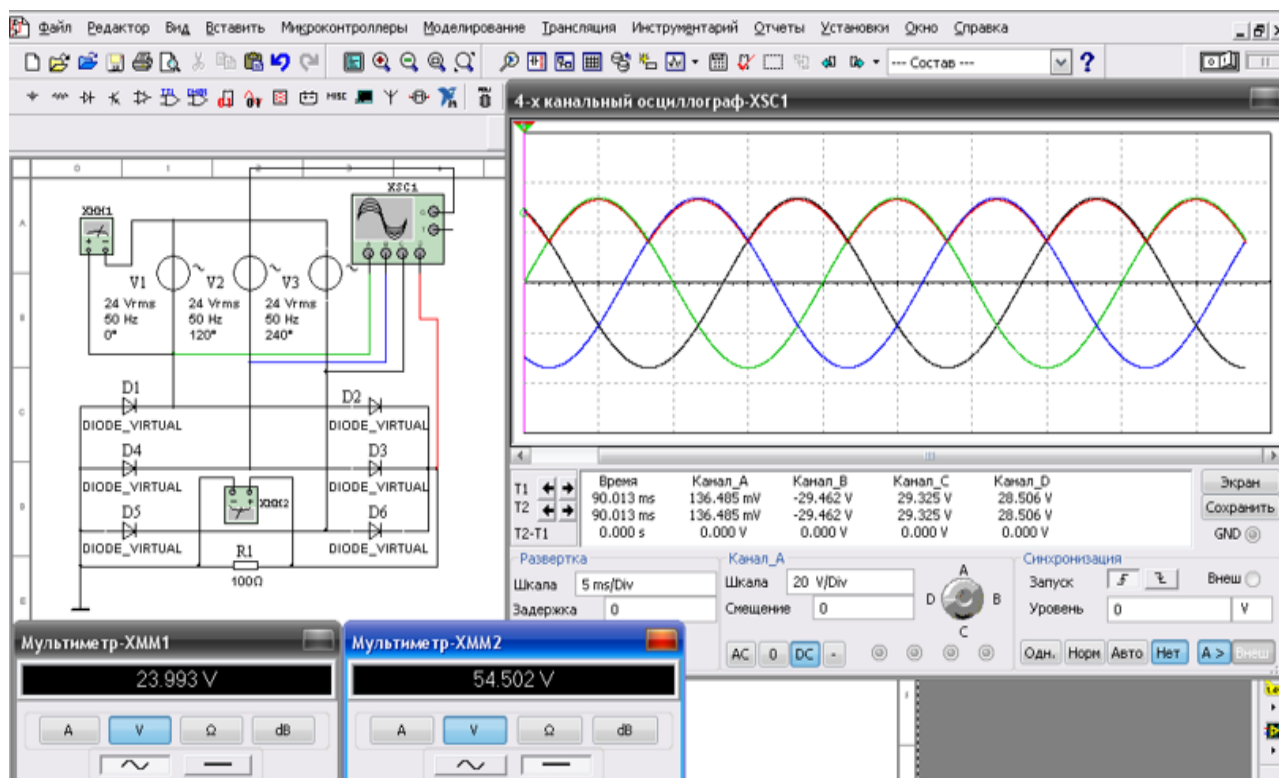 Файл Редактор Вид Вставить Микроконтроллеры Моделирование Трансляция Инструментарий Отчеты Установки Окно Справка
--- Состав --- ?
MISC
4-х канальный осциллограф-XSC1
0 1 2 3 4
A
B
C
D
E
XMM1
XSC1
G
T
A B C D
V1 V2 V3
24 Vrms 24 Vrms 24 Vrms
50 Hz 50 Hz 50 Hz
0° 120° 240°
D1 D2
DIODE_VIRTUAL DIODE_VIRTUAL
D4 D3
DIODE_VIRTUAL DIODE_VIRTUAL
XMM2
D5 D6
DIODE_VIRTUAL DIODE_VIRTUAL
R1
100Ω
Время Канал_A Канал_B Канал_C Канал_D
T1 90.013 ms 136.485 mV -29.462 V 29.325 V 28.506 V
T2 90.013 ms 136.485 mV -29.462 V 29.325 V 28.506 V
T2-T1 0.000 s 0.000 V 0.000 V 0.000 V 0.000 V
Экран
Сохранить
GND
Развертка
Шкала 5 ms/Div
Задержка 0
Канал_A
Шкала 20 V/Div
Смещение 0
AC 0 DC -
A
D B
C
Синхронизация
Запуск Внеш
Уровень 0 V
Одн. Норм Авто Нет A > Внеш
Мультиметр-XMM1
23.993 V
A V Ω dB
Мультиметр-XMM2
54.502 V
A V Ω dB